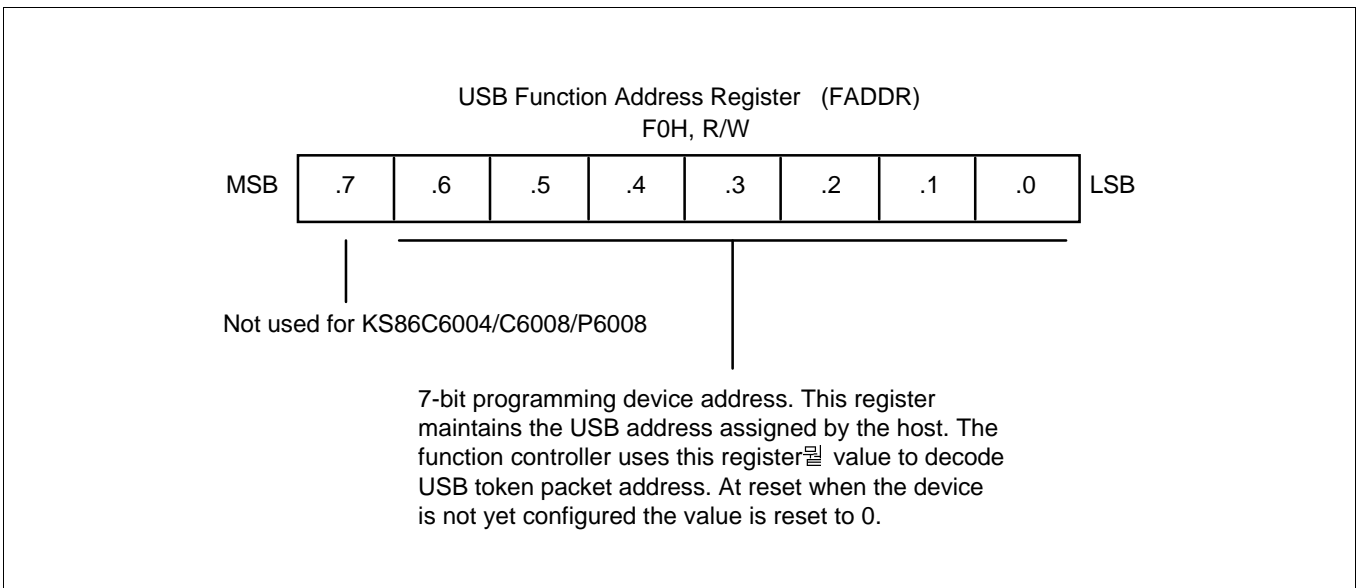 USB Function Address Register (FADDR)
F0H, R/W
MSB .7 .6 .5 .4 .3 .2 .1 .0 LSB
Not used for KS86C6004/C6008/P6008
7-bit programming device address. This register
maintains the USB address assigned by the host. The
function controller uses this register뮐 value to decode
USB token packet address. At reset when the device
is not yet configured the value is reset to 0.